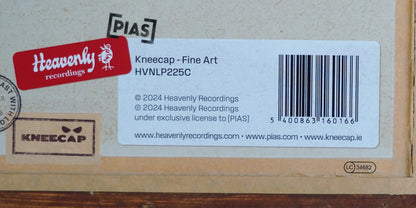 [PIAS]
Heavenly
recordings
Kneecap - Fine Art
HVNLP225C
© 2024 Heavenly Recordings
℗ 2024 Heavenly Recordings
under exclusive license to [PIAS]
www.heavenlyrecordings.com - www.pias.com - www.kneecap.ie
5 400863 160166
KNEECAP
LC 34682